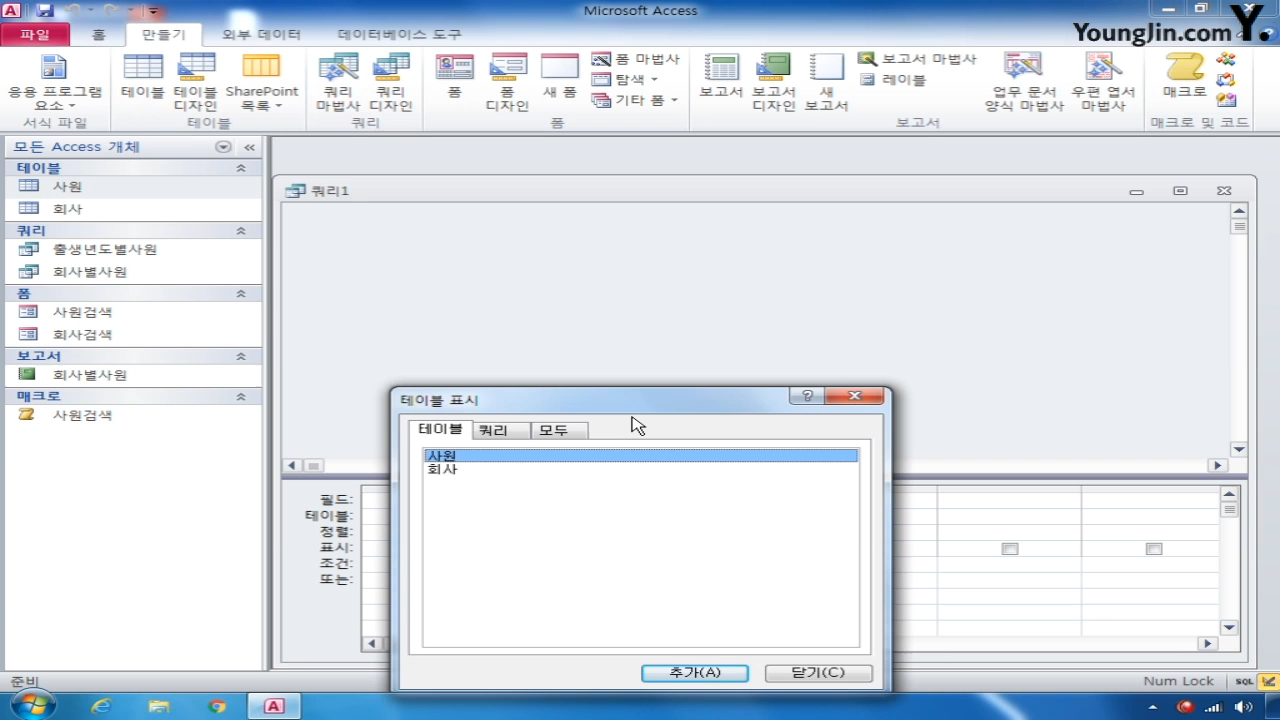 Microsoft Access
YoungJin.com Y.
파일 홈 만들기 외부 데이터 데이터베이스 도구
응용 프로그램 요소
테이블
테이블 디자인
SharePoint 목록
쿼리 마법사
쿼리 디자인
폼
폼 디자인
새 폼
폼 마법사
탐색
기타 폼
보고서
보고서 디자인
새 보고서
보고서 마법사
레이블
업무 문서 양식 마법사
우편 엽서 마법사
매크로
서식 파일 테이블 쿼리 폼 보고서 매크로 및 코드
모든 Access 개체
테이블
사원
회사
쿼리
출생년도별사원
회사별사원
폼
사원검색
회사검색
보고서
회사별사원
매크로
사원검색
쿼리1
필드:
테이블:
정렬:
표시:
조건:
또는:
테이블 표시
테이블 쿼리 모두
사원
회사
추가(A) 닫기(C)
준비
Num Lock
SQL